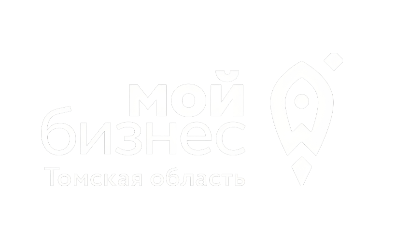 мой
бизнес
Томская область